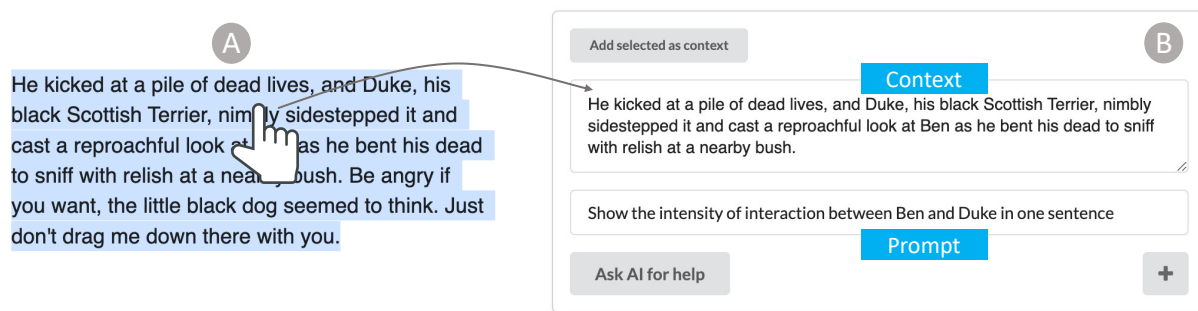 A
He kicked at a pile of dead lives, and Duke, his
black Scottish Terrier, nimbly sidestepped it and
cast a reproachful look at as he bent his dead
to sniff with relish at a nearby bush. Be angry if
you want, the little black dog seemed to think. Just
don't drag me down there with you.
Add selected as context
B
Context
He kicked at a pile of dead lives, and Duke, his black Scottish Terrier, nimbly
sidestepped it and cast a reproachful look at Ben as he bent his dead to sniff
with relish at a nearby bush.
Show the intensity of interaction between Ben and Duke in one sentence
Prompt
Ask AI for help
+